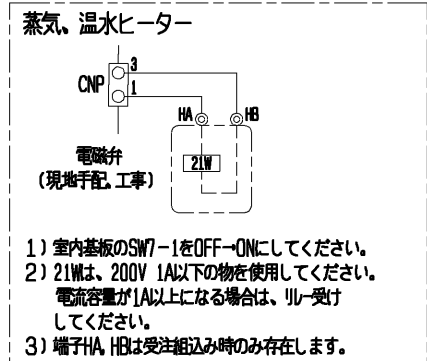 蒸気、温水ヒーター
3
CNP
1
HA
HB
電磁弁
(現地手配、工事)
21W
1)室内基板のSW7-1をOFF→ONにしてください。
2)21Wは、200V 1A以下の物を使用してください。
電流容量が1A以上になる場合は、リレー受け
してください。
3)端子HA、HBは受注組込み時のみ存在します。